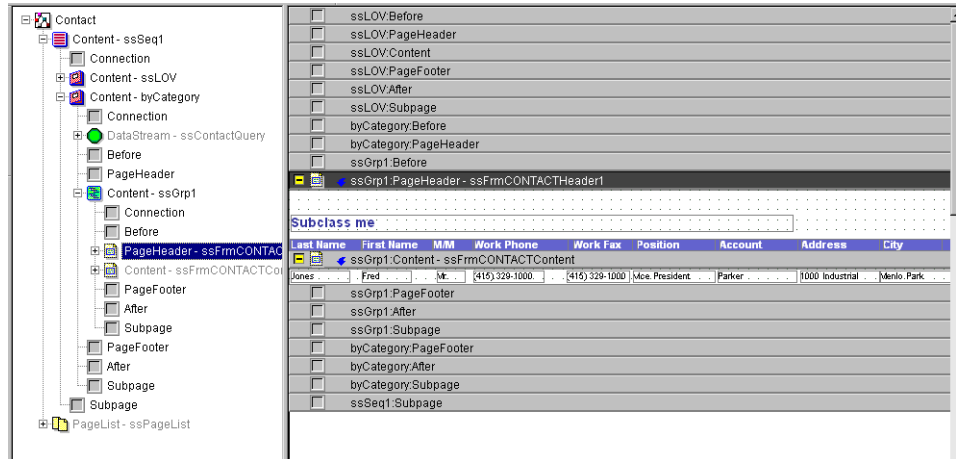 Contact
Content - ssSeq1
Connection
Content - ssLOV
Content - byCategory
Connection
DataStream - ssContactQuery
Before
PageHeader
Content - ssGrp1
Connection
Before
PageHeader - ssFrmCONTAC
Content - ssFrmCONTACTCo
PageFooter
After
Subpage
PageFooter
After
Subpage
Subpage
PageList - ssPageList
ssLOV:Before
ssLOV:PageHeader
ssLOV:Content
ssLOV:PageFooter
ssLOV:After
ssLOV:Subpage
byCategory:Before
byCategory:PageHeader
ssGrp1:Before
ssGrp1:PageHeader - ssFrmCONTACTHeader1
Subclass me
Last Name First Name M/M Work Phone Work Fax Position Account Address City
ssGrp1:Content - ssFrmCONTACTContent
Jones Fred Mr. (415) 329-1000 (415) 329-1000 Vice President Parker 1000 Industrial Menlo Park
ssGrp1:PageFooter
ssGrp1:After
ssGrp1:Subpage
byCategory:PageFooter
byCategory:After
byCategory:Subpage
ssSeq1:Subpage